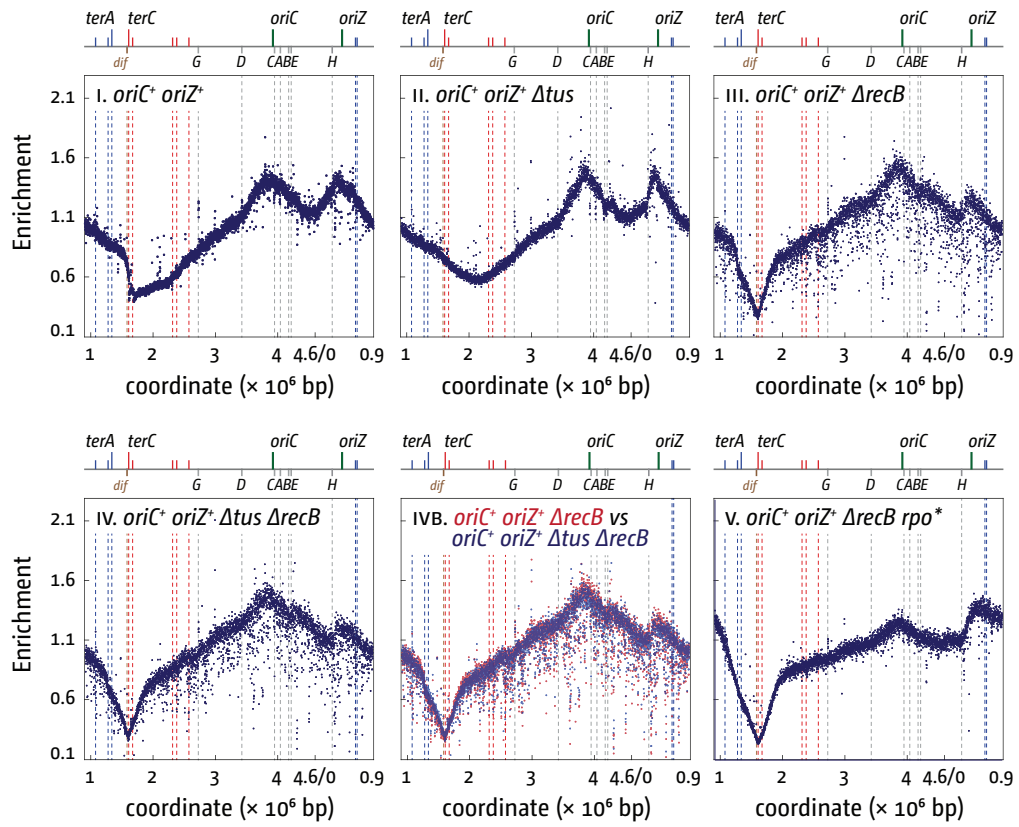 terA terC oriC oriZ
dif G D CABE H
I. oriC⁺ oriZ⁺
2.1
1.6
1.1
0.6
0.1
Enrichment
1 2 3 4 4.6/0 0.9
coordinate (× 10⁶ bp)
terA terC oriC oriZ
dif G D CABE H
II. oriC⁺ oriZ⁺ Δtus
1 2 3 4 4.6/0 0.9
coordinate (× 10⁶ bp)
terA terC oriC oriZ
dif G D CABE H
III. oriC⁺ oriZ⁺ ΔrecB
1 2 3 4 4.6/0 0.9
coordinate (× 10⁶ bp)
terA terC oriC oriZ
dif G D CABE H
IV. oriC⁺ oriZ⁺· Δtus ΔrecB
2.1
1.6
1.1
0.6
0.1
Enrichment
1 2 3 4 4.6/0 0.9
coordinate (× 10⁶ bp)
terA terC oriC oriZ
dif G D CABE H
IVB. oriC⁺ oriZ⁺ ΔrecB vs
oriC⁺ oriZ⁺ Δtus ΔrecB
1 2 3 4 4.6/0 0.9
coordinate (× 10⁶ bp)
terA terC oriC oriZ
dif G D CABE H
V. oriC⁺ oriZ⁺ ΔrecB rpo*
1 2 3 4 4.6/0 0.9
coordinate (× 10⁶ bp)